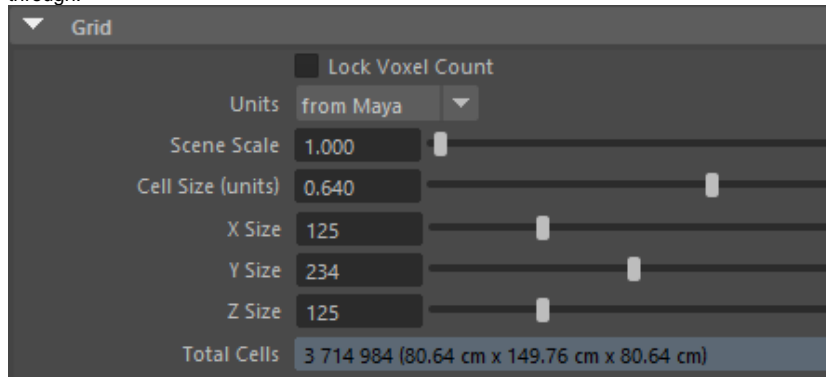 through.
Grid
Lock Voxel Count
Units from Maya
Scene Scale 1.000
Cell Size (units) 0.640
X Size 125
Y Size 234
Z Size 125
Total Cells 3 714 984 (80.64 cm x 149.76 cm x 80.64 cm)